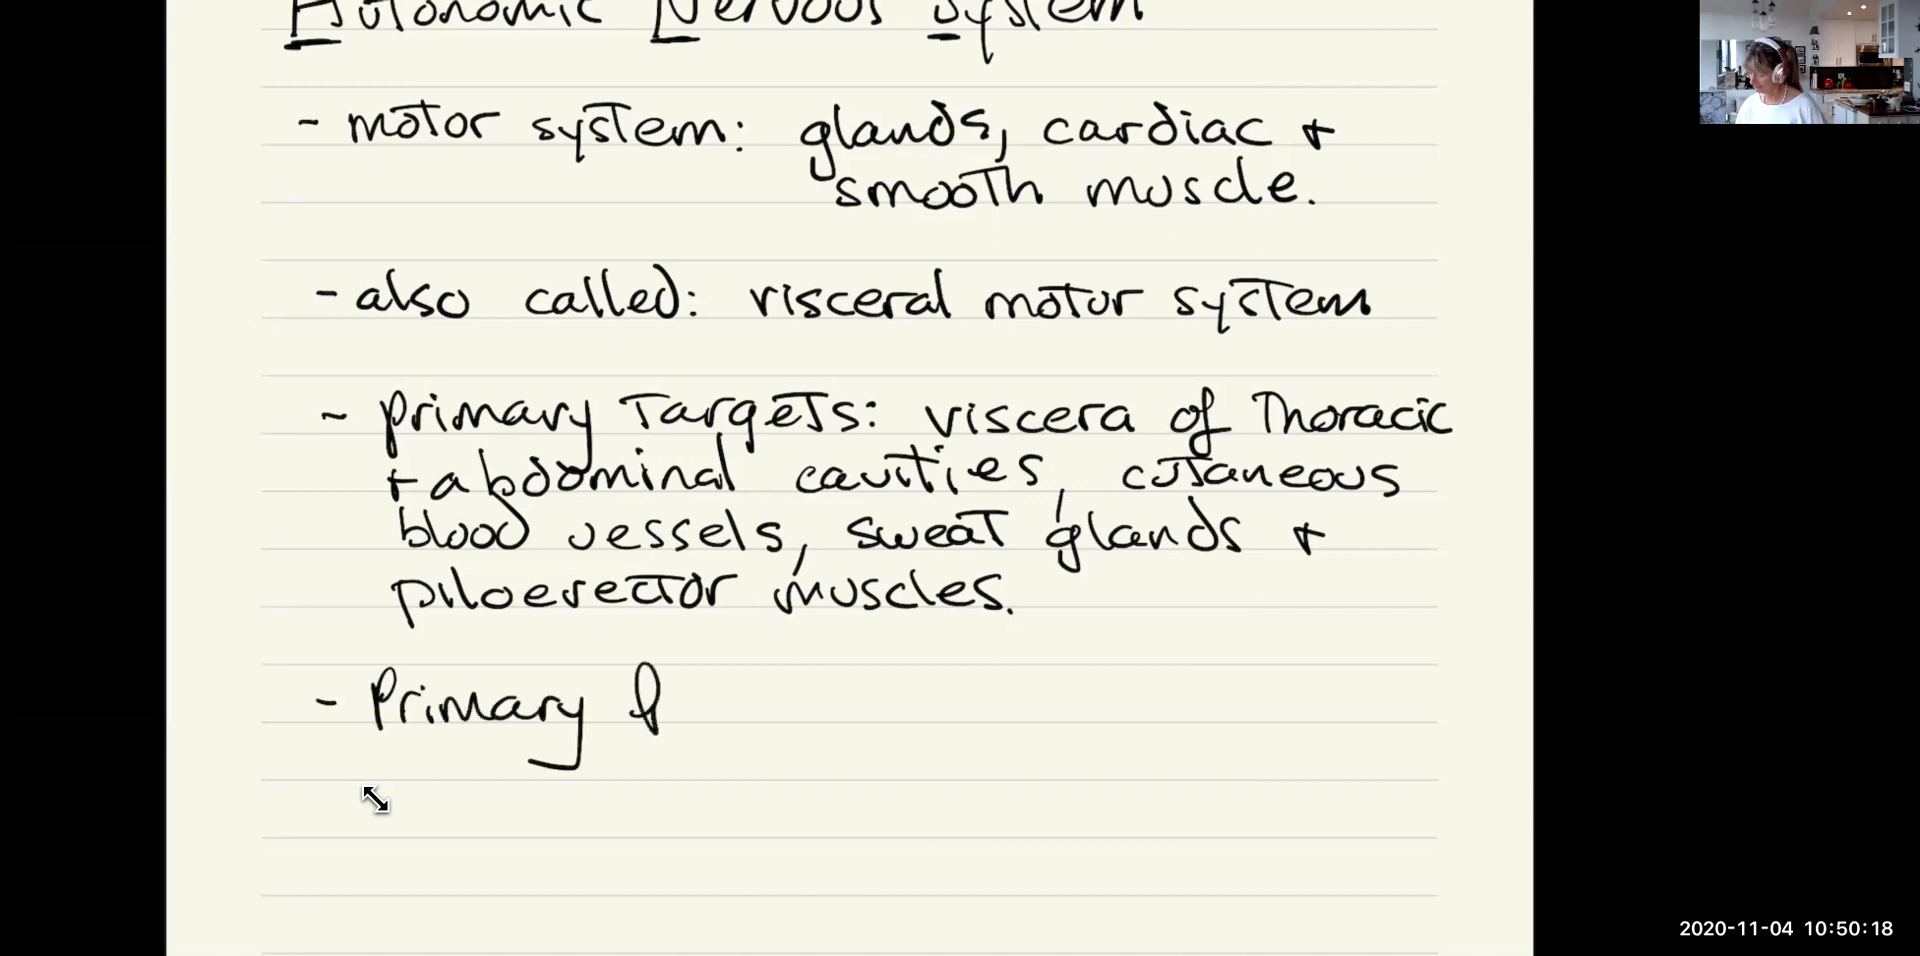 Autonomic Nervous System
- motor system: glands, cardiac +
smooth muscle.
- also called: visceral motor system
- primary targets: viscera of thoracic
+ abdominal cavities, cutaneous
blood vessels, sweat glands +
piloerector muscles.
- Primary f
2020-11-04 10:50:18